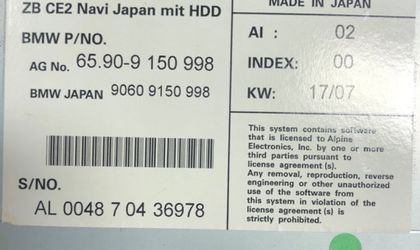 ZB CE2 Navi Japan mit HDD
BMW P/NO.
AG No. 65.90-9 150 998
BMW JAPAN 9060 9150 998
S/NO.
AL 0048 7 04 36978
MADE IN JAPAN
AI : 02
INDEX: 00
KW: 17/07
This system contains software
that is licensed to Alpine
Electronics, Inc. by one or more
third parties pursuant to
license agreement (s).
Any removal, reproduction, reverse
engineering or other unauthorized
use of the software from
this system in violation of the
license agreement (s) is
strictly prohibited.